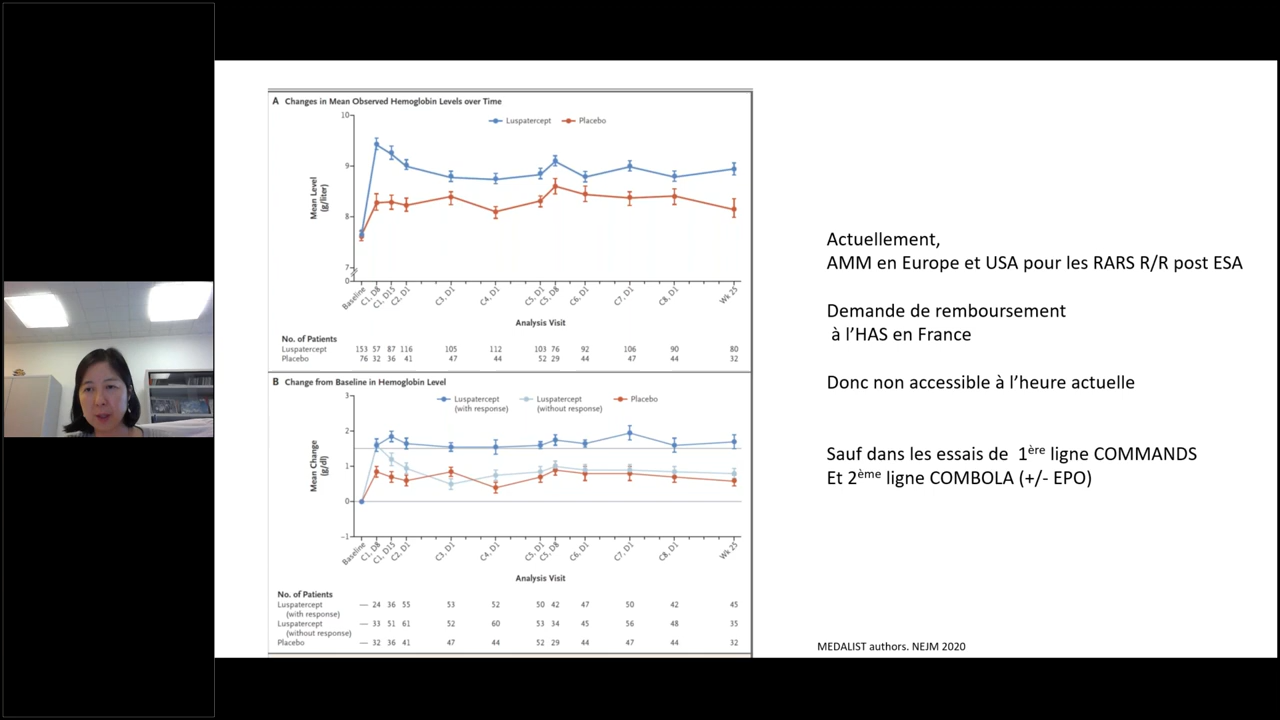 A Changes in Mean Observed Hemoglobin Levels over Time
Luspatercept Placebo
10
9
8
7
0
Mean Level
(g/liter)
Baseline C1, D8 C1, D15 C2, D1 C3, D1 C4, D1 C5, D1 C5, D8 C6, D1 C7, D1 C8, D1 Wk 25
Analysis Visit
No. of Patients
Luspatercept 153 57 87 116 105 112 103 76 92 106 90 80
Placebo 76 32 36 41 47 44 52 29 44 47 44 32
B Change from Baseline in Hemoglobin Level
Luspatercept Luspatercept Placebo
(with response) (without response)
3
2
1
0
−1
Mean Change
(g/dl)
Baseline C1, D8 C1, D15 C2, D1 C3, D1 C4, D1 C5, D1 C5, D8 C6, D1 C7, D1 C8, D1 Wk 25
Analysis Visit
No. of Patients
Luspatercept — 24 36 55 53 52 50 42 47 50 42 45
(with response)
Luspatercept — 33 51 61 52 60 53 34 45 56 48 35
(without response)
Placebo — 32 36 41 47 44 52 29 44 47 44 32
Actuellement,
AMM en Europe et USA pour les RARS R/R post ESA
Demande de remboursement
à l’HAS en France
Donc non accessible à l’heure actuelle
Sauf dans les essais de 1ère ligne COMMANDS
Et 2ème ligne COMBOLA (+/- EPO)
MEDALIST authors. NEJM 2020